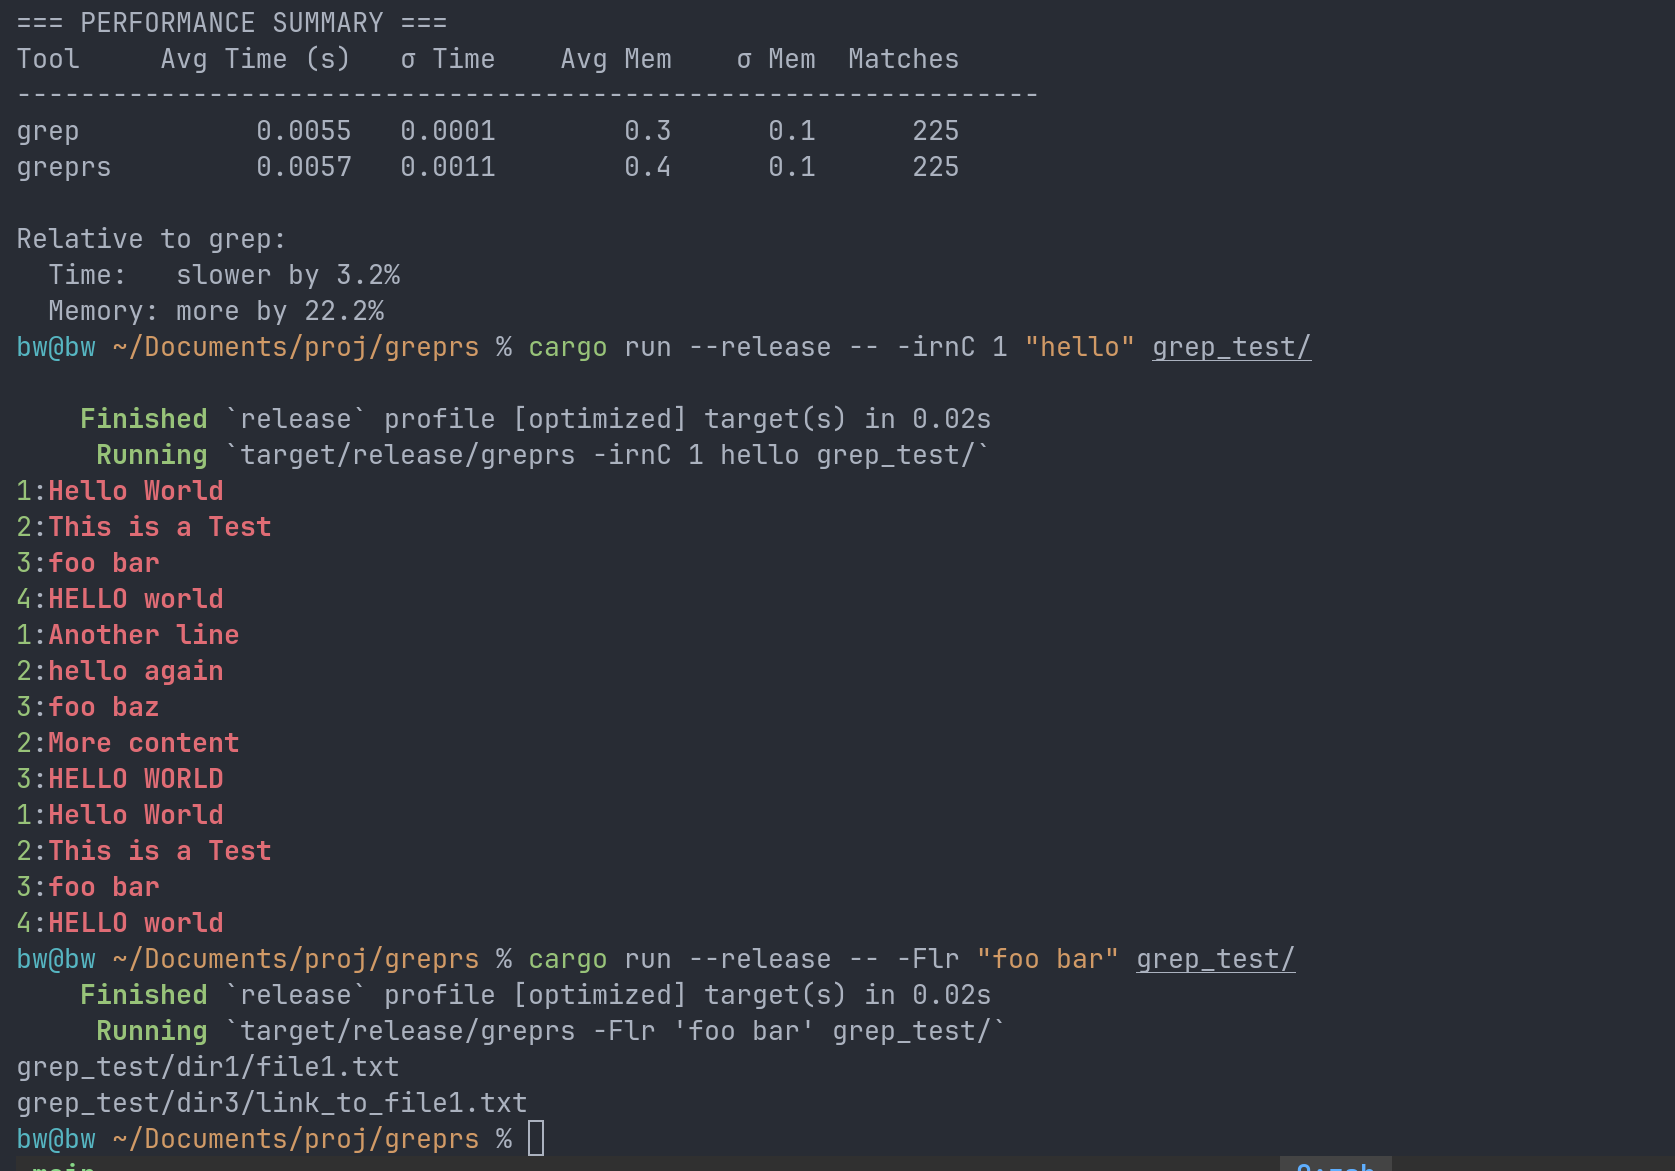 === PERFORMANCE SUMMARY ===
Tool     Avg Time (s)   σ Time    Avg Mem    σ Mem  Matches
----------------------------------------------------------------
grep           0.0055   0.0001        0.3      0.1      225
greprs         0.0057   0.0011        0.4      0.1      225
Relative to grep:
  Time:   slower by 3.2%
  Memory: more by 22.2%
bw@bw ~/Documents/proj/greprs % cargo run --release -- -irnC 1 "hello" grep_test/
    Finished `release` profile [optimized] target(s) in 0.02s
     Running `target/release/greprs -irnC 1 hello grep_test/`
1:Hello World
2:This is a Test
3:foo bar
4:HELLO world
1:Another line
2:hello again
3:foo baz
2:More content
3:HELLO WORLD
1:Hello World
2:This is a Test
3:foo bar
4:HELLO world
bw@bw ~/Documents/proj/greprs % cargo run --release -- -Flr "foo bar" grep_test/
    Finished `release` profile [optimized] target(s) in 0.02s
     Running `target/release/greprs -Flr 'foo bar' grep_test/`
grep_test/dir1/file1.txt
grep_test/dir3/link_to_file1.txt
bw@bw ~/Documents/proj/greprs %